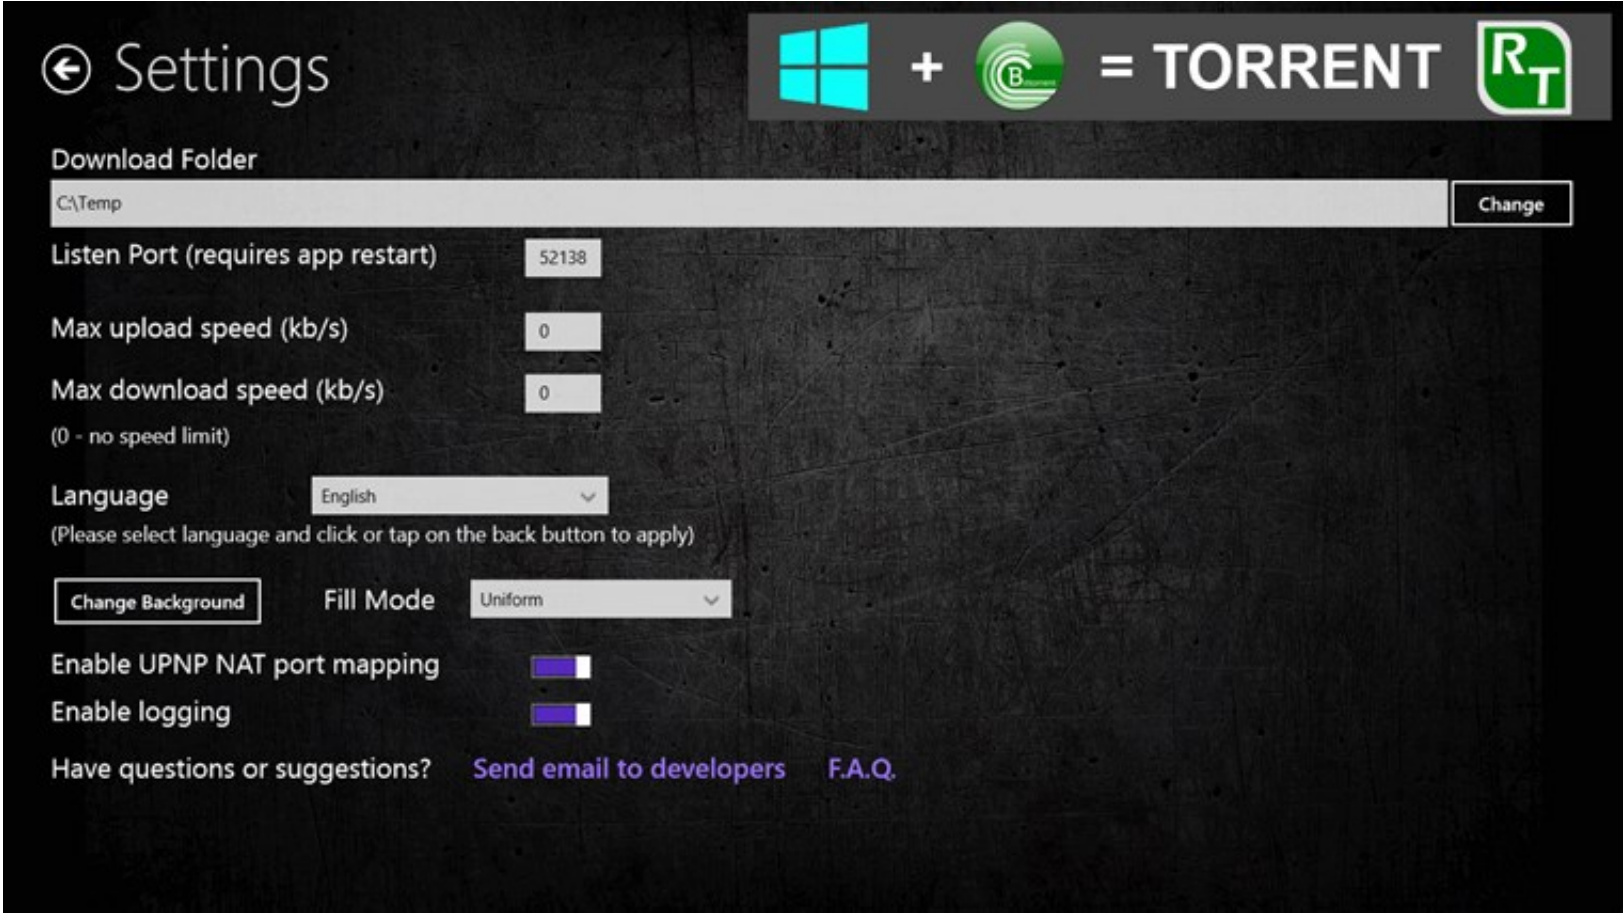 Settings
+ Bittorrent = TORRENT RT
Download Folder
C:\Temp
Change
Listen Port (requires app restart)
52138
Max upload speed (kb/s)
0
Max download speed (kb/s)
0
(0 - no speed limit)
Language
English
(Please select language and click or tap on the back button to apply)
Change Background
Fill Mode
Uniform
Enable UPNP NAT port mapping
Enable logging
Have questions or suggestions?
Send email to developers
F.A.Q.